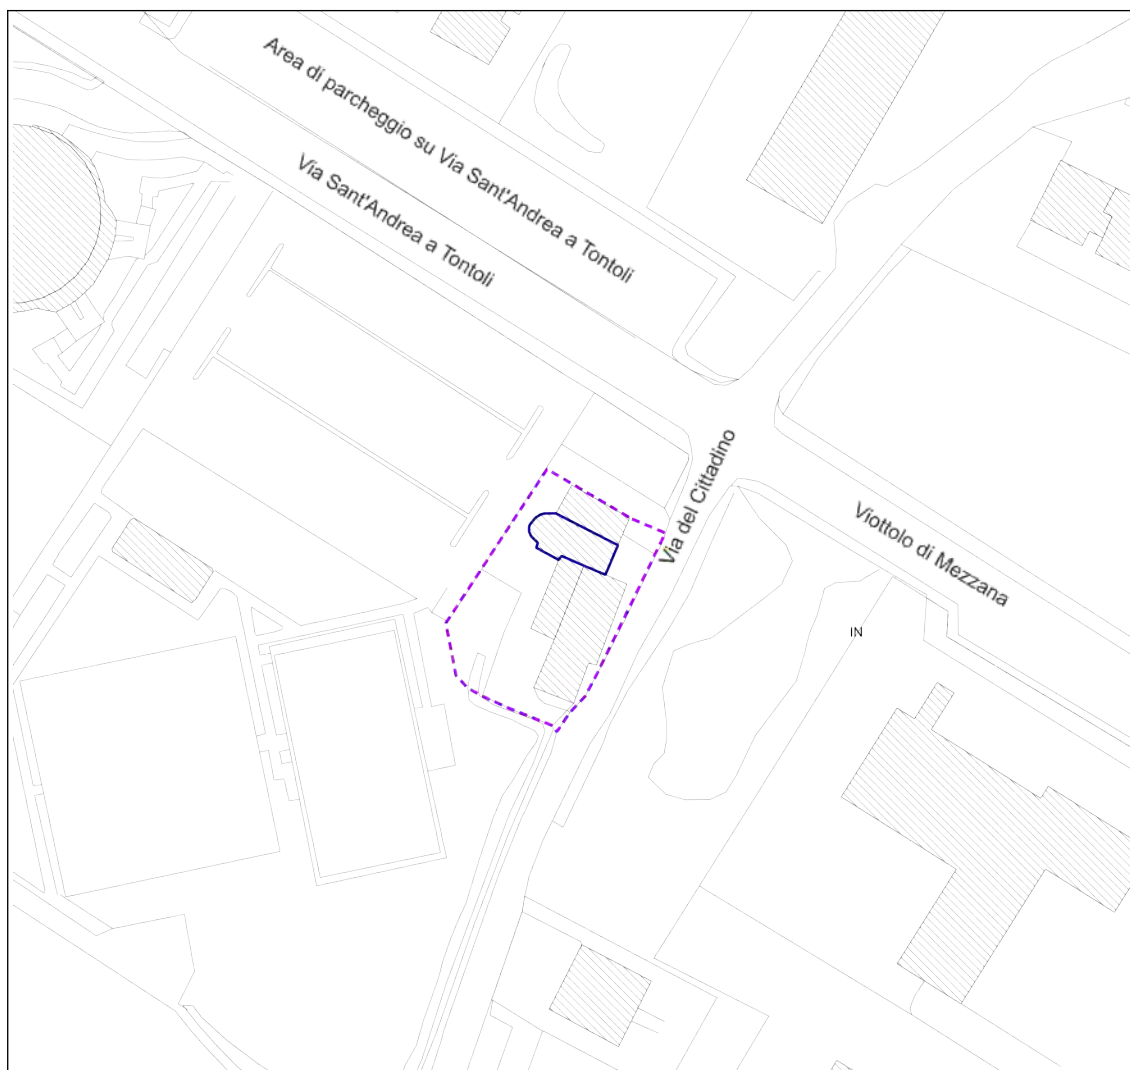 Area di parcheggio su Via Sant'Andrea a Tontoli
Via Sant'Andrea a Tontoli
Via del Cittadino
Viottolo di Mezzana
IN